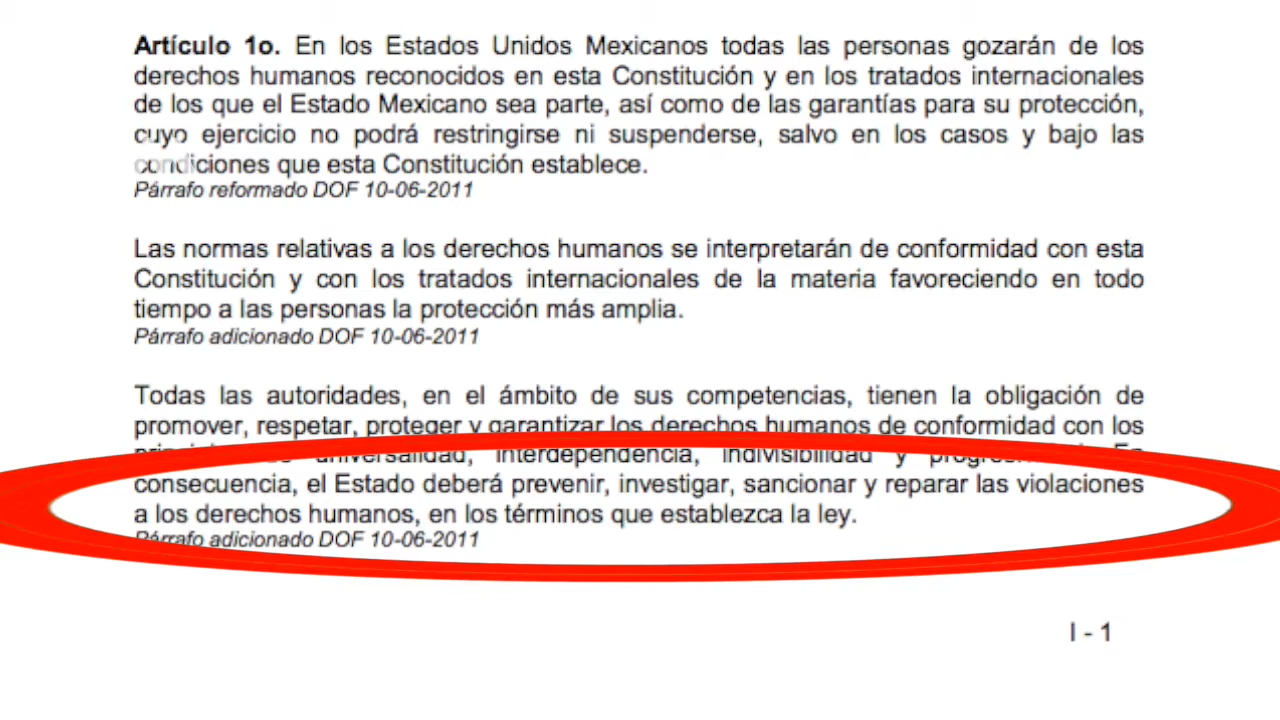 Artículo 1o. En los Estados Unidos Mexicanos todas las personas gozarán de los
derechos humanos reconocidos en esta Constitución y en los tratados internacionales
de los que el Estado Mexicano sea parte, así como de las garantías para su protección,
cuyo ejercicio no podrá restringirse ni suspenderse, salvo en los casos y bajo las
condiciones que esta Constitución establece.
Párrafo reformado DOF 10-06-2011
Las normas relativas a los derechos humanos se interpretarán de conformidad con esta
Constitución y con los tratados internacionales de la materia favoreciendo en todo
tiempo a las personas la protección más amplia.
Párrafo adicionado DOF 10-06-2011
Todas las autoridades, en el ámbito de sus competencias, tienen la obligación de
promover, respetar, proteger y garantizar los derechos humanos de conformidad con los
universalidad, interdependencia, indivisibilidad y En
consecuencia, el Estado deberá prevenir, investigar, sancionar y reparar las violaciones
a los derechos humanos, en los términos que establezca la ley.
Párrafo adicionado DOF 10-06-2011
I - 1